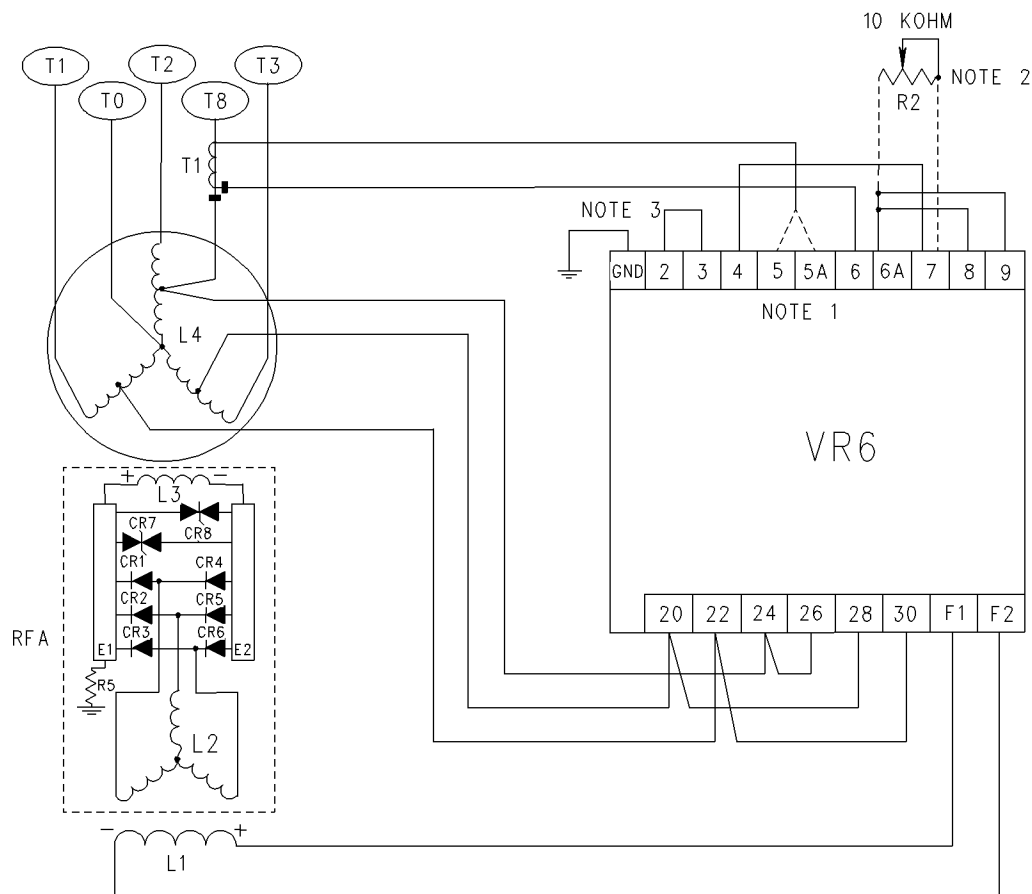 10 KOHM
T1
T2
T3
T0
T8
NOTE 2
R2
T1
NOTE 3
GND 2 3 4 5 5A 6 6A 7 8 9
NOTE 1
L4
VR6
+ -
L3
CR7
CR8
CR1 CR4
CR2 CR5
CR3 CR6
20 22 24 26 28 30 F1 F2
RFA
E1 E2
R5
L2
- +
L1